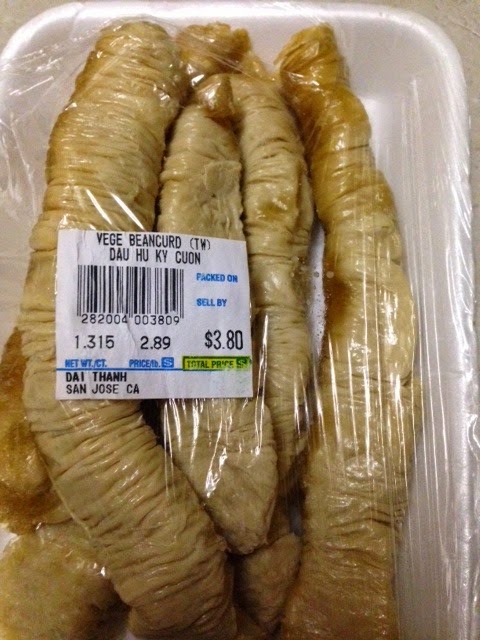 VEGE BEANCURD (TW)
DAU HU KY CUON
PACKED ON
SELL BY
282004 003809
1.315 2.89 $3.80
NET WT./CT. PRICE/lb. S TOTAL PRICE S
DAI THANH
SAN JOSE CA